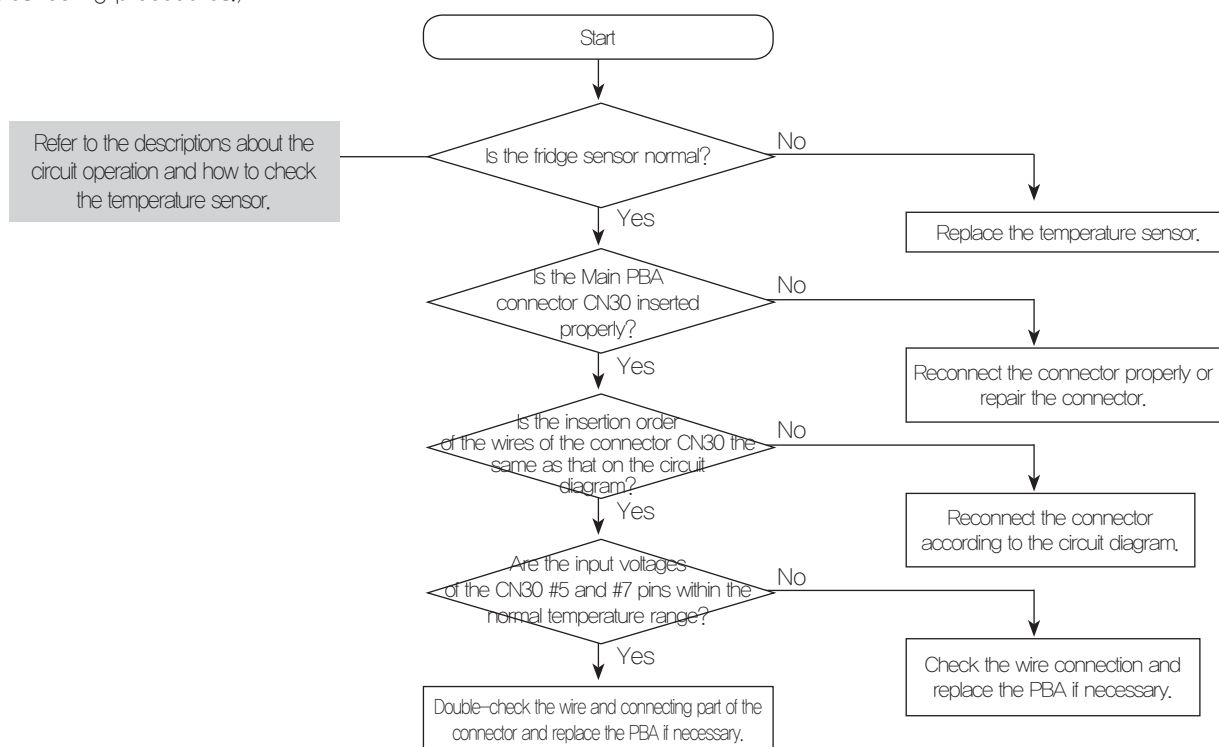 Start
Refer to the descriptions about the
circuit operation and how to check
the temperature sensor.
Is the fridge sensor normal?
No
Yes
Replace the temperature sensor.
Is the Main PBA
connector CN30 inserted
properly?
No
Yes
Reconnect the connector properly or
repair the connector.
Is the insertion order
of the wires of the connector CN30 the
same as that on the circuit
diagram?
No
Yes
Reconnect the connector
according to the circuit diagram.
Are the input voltages
of the CN30 #5 and #7 pins within the
normal temperature range?
No
Yes
Check the wire connection and
replace the PBA if necessary.
Double-check the wire and connecting part of the
connector and replace the PBA if necessary.